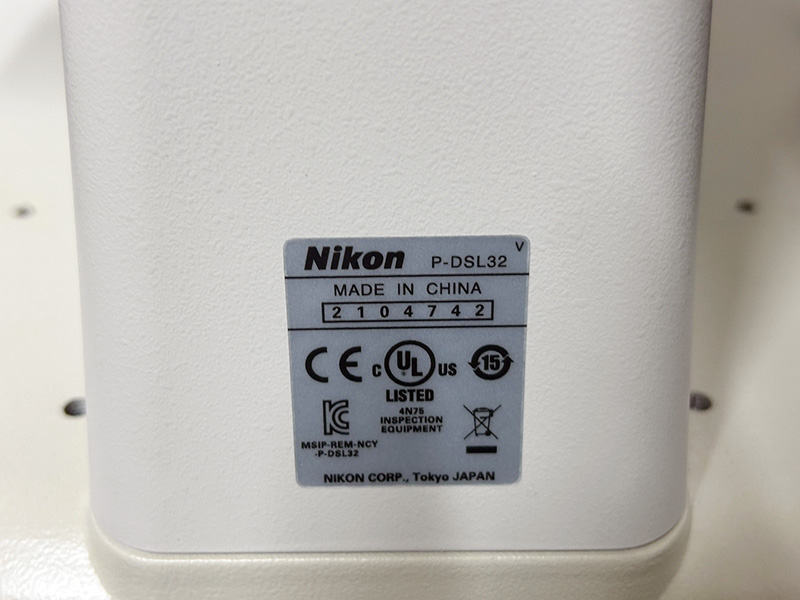 Nikon P-DSL32 V
MADE IN CHINA
2104742
CE C UL US 15
LISTED
4N75
INSPECTION
EQUIPMENT
MSIP-REM-NCY
-P-DSL32
NIKON CORP., Tokyo JAPAN